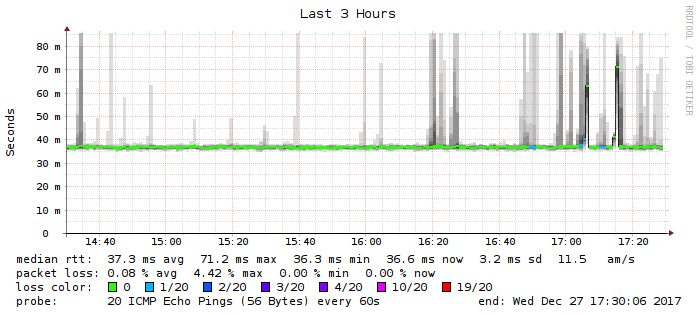 Last 3 Hours
RRDTOOL / TOBI OETIKER
Seconds
80 m
70 m
60 m
50 m
40 m
30 m
20 m
10 m
0
14:40 15:00 15:20 15:40 16:00 16:20 16:40 17:00 17:20
median rtt: 37.3 ms avg 71.2 ms max 36.3 ms min 36.6 ms now 3.2 ms sd 11.5 am/s
packet loss: 0.08 % avg 4.42 % max 0.00 % min 0.00 % now
loss color: 0 1/20 2/20 3/20 4/20 10/20 19/20
probe: 20 ICMP Echo Pings (56 Bytes) every 60s end: Wed Dec 27 17:30:06 2017